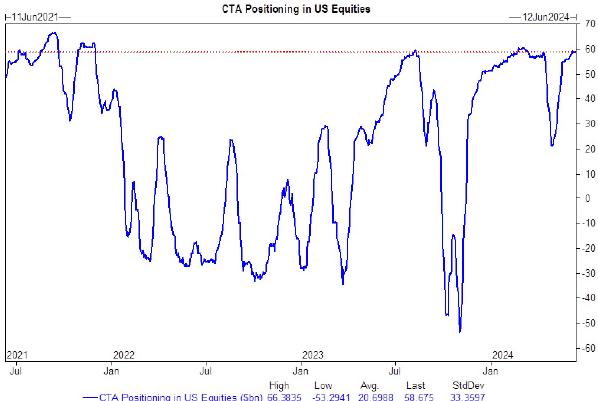 CTA Positioning in US Equities
11Jun2021 12Jun2024
70
60
50
40
30
20
10
0
-10
-20
-30
-40
-50
-60
2021 2022 2023 2024
Jul Jan Jul Jan Jul Jan
High Low Avg. Last StdDev
CTA Positioning in US Equities ($bn) 66.3835 -53.2941 20.6988 58.675 33.3597